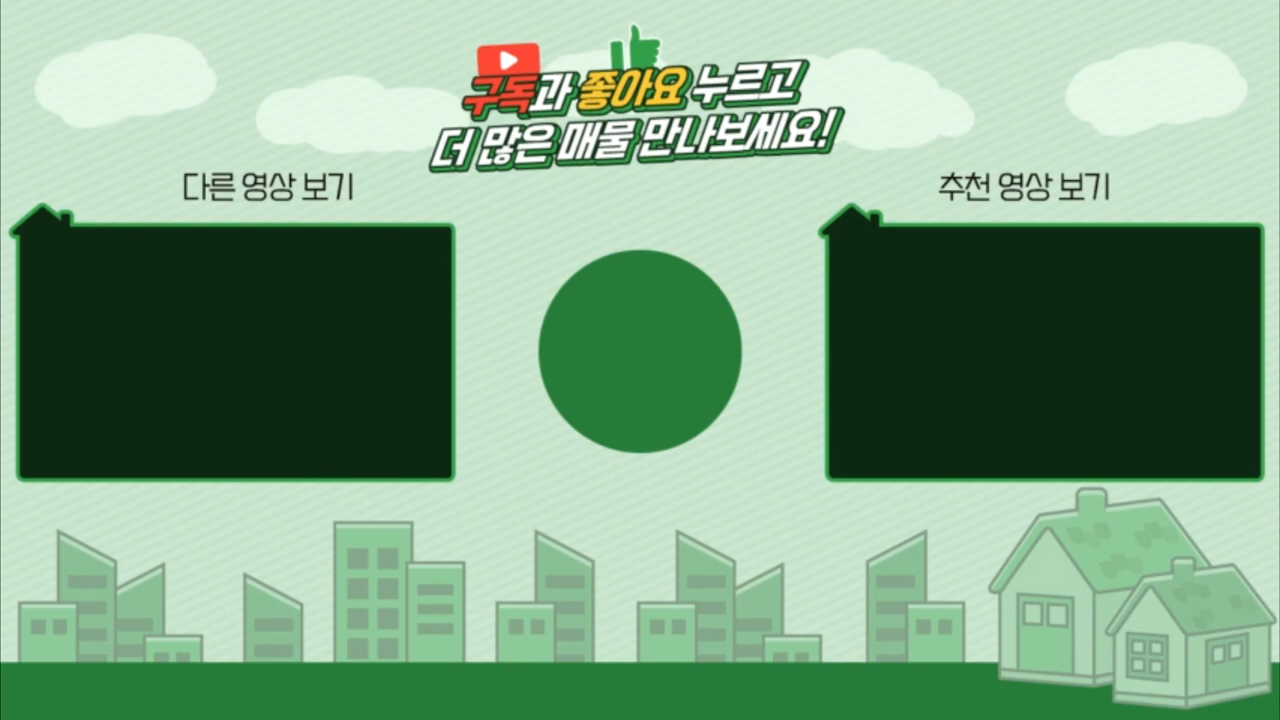 구독과 좋아요 누르고
더 많은 매물 만나보세요!
다른 영상 보기
추천 영상 보기